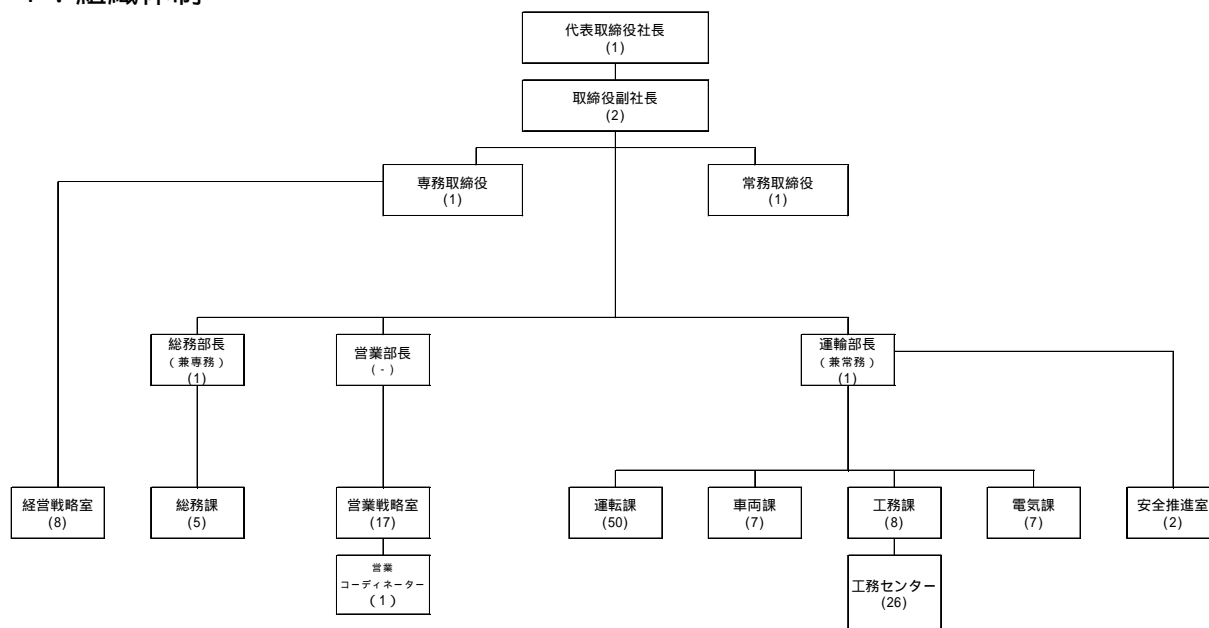 代表取締役社長
(1)
取締役副社長
(2)
専務取締役
(1)
常務取締役
(1)
総務部長
(兼専務)
(1)
営業部長
(-)
運輸部長
(兼常務)
(1)
経営戦略室
(8)
総務課
(5)
営業戦略室
(17)
運転課
(50)
車両課
(7)
工務課
(8)
電気課
(7)
安全推進室
(2)
営業
コーディネーター
(1)
工務センター
(26)